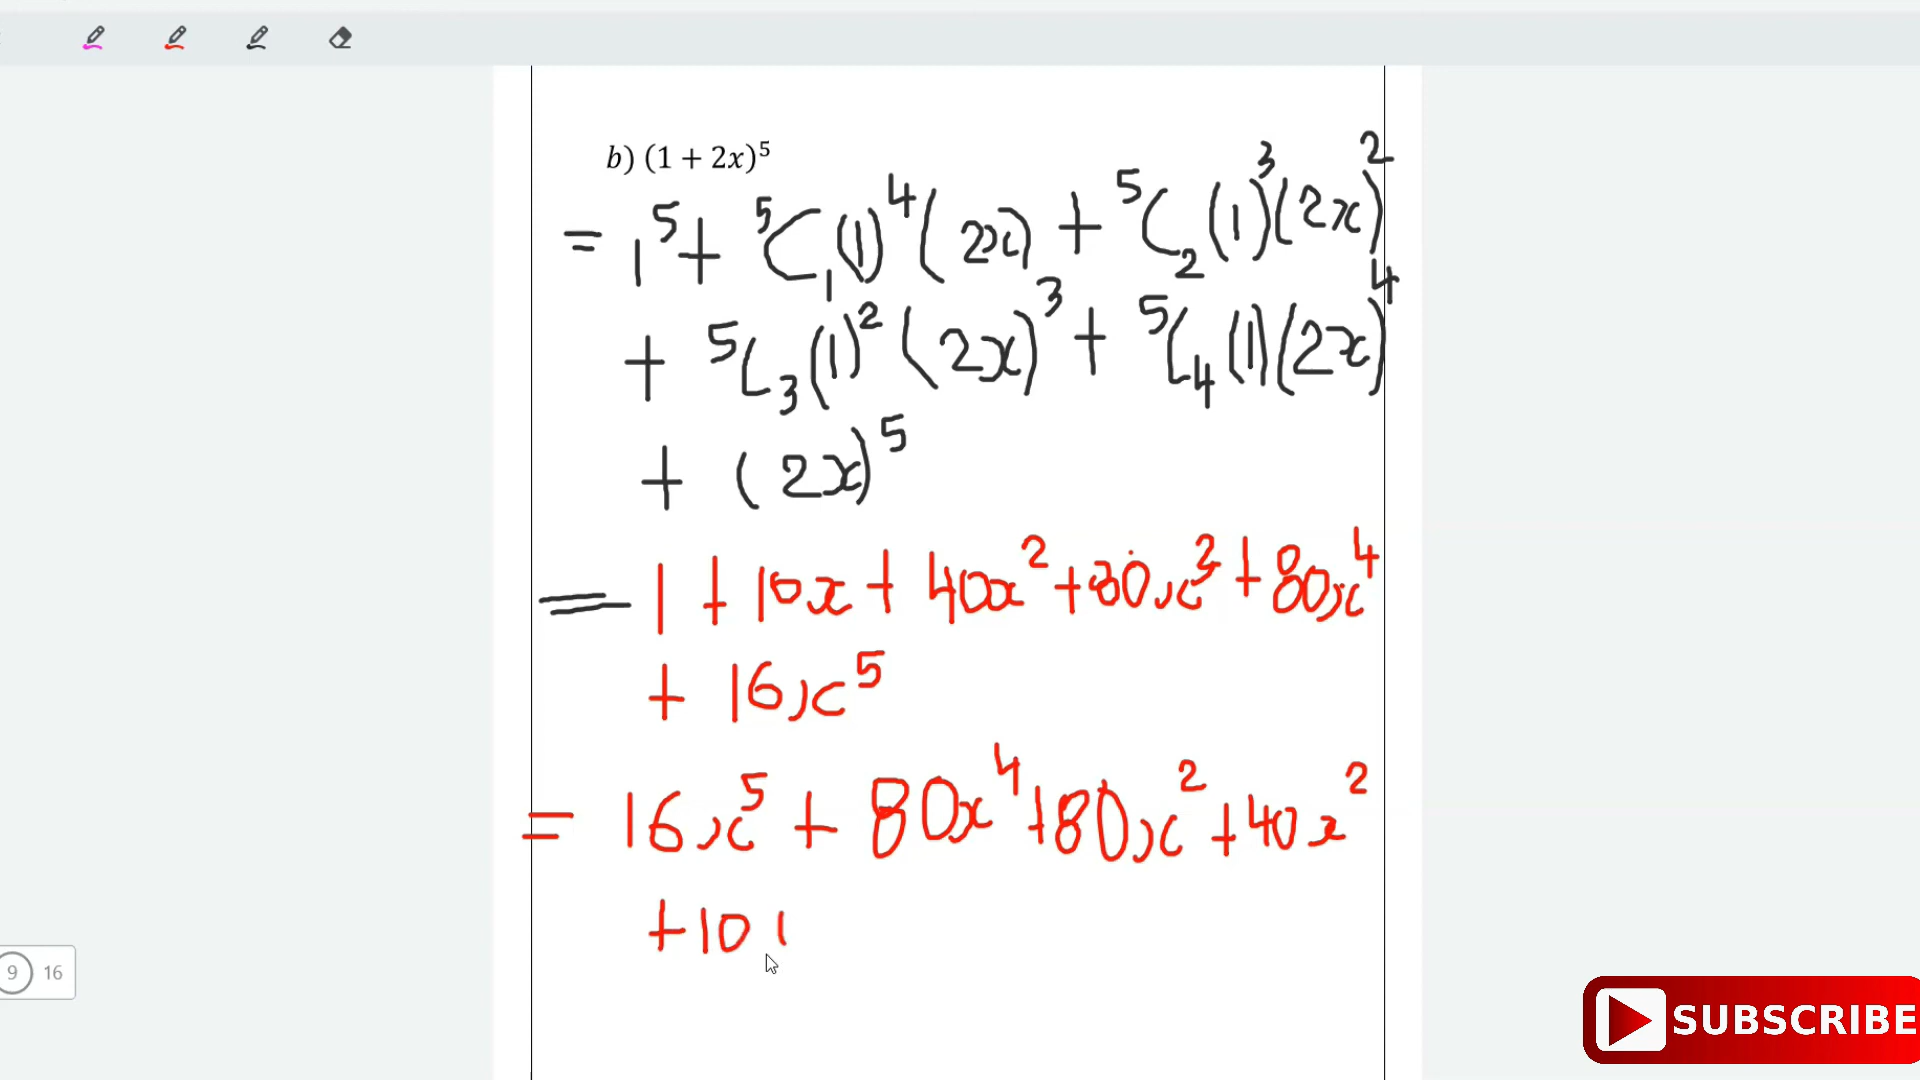 b) (1 + 2x)⁵
= 1⁵ + ⁵C₁(1)⁴(2x) + ⁵C₂(1)³(2x)²
+ ⁵C₃(1)²(2x)³ + ⁵C₄(1)(2x)⁴
+ (2x)⁵
= 1 + 10x + 40x² + 80x³ + 80x⁴
+ 16x⁵
= 16x⁵ + 80x⁴ + 80x² + 40x²
+ 10
9 16
SUBSCRIBE